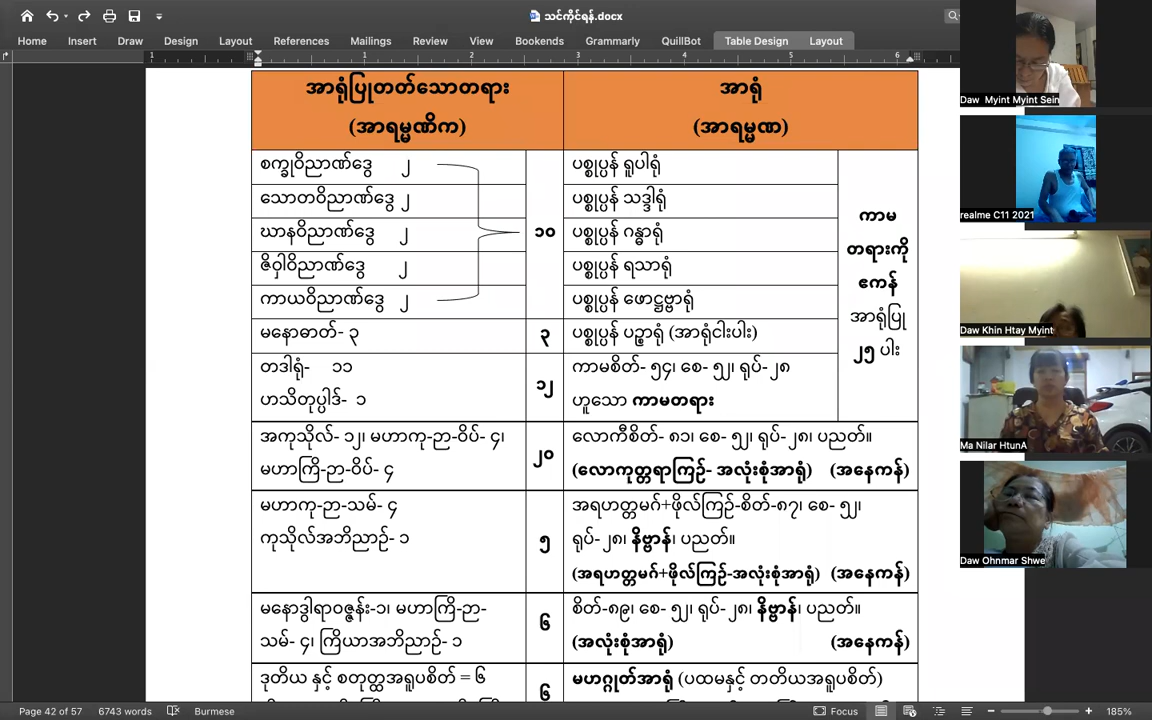 သင်ကိုင်ရန်.docx
Home Insert Draw Design Layout References Mailings Review View Bookends Grammarly QuillBot Table Design Layout
1 1 2 3 4 5 6
အာရုံပြုတတ်သောတရား
(အာရမ္မဏိက)
အာရုံ
(အာရမ္မဏ)
စက္ခုဝိညာဏ်ဒွေ ၂
သောတဝိညာဏ်ဒွေ ၂
ဃာနဝိညာဏ်ဒွေ ၂
ဇိဝှါဝိညာဏ်ဒွေ ၂
ကာယဝိညာဏ်ဒွေ ၂
၁၀
ပစ္စုပ္ပန် ရူပါရုံ
ပစ္စုပ္ပန် သဒ္ဒါရုံ
ပစ္စုပ္ပန် ဂန္ဓာရုံ
ပစ္စုပ္ပန် ရသာရုံ
ပစ္စုပ္ပန် ဖောဋ္ဌဗ္ဗာရုံ
ကာမ
တရားကို
ဧကန်
အာရုံပြု
၂၅ ပါး
မနောဓာတ်- ၃
၃
ပစ္စုပ္ပန် ပဉ္စာရုံ (အာရုံငါးပါး)
တဒါရုံ- ၁၁
ဟသိတုပ္ပါဒ်- ၁
၁၂
ကာမစိတ်- ၅၄၊ စေ- ၅၂၊ ရုပ်-၂၈
ဟူသော ကာမတရား
အကုသိုလ်- ၁၂၊ မဟာကု-ဉာ-ဝိပ်- ၄၊
မဟာကြိ-ဉာ-ဝိပ်- ၄
၂၀
လောကီစိတ်- ၈၁၊ စေ- ၅၂၊ ရုပ်-၂၈၊ ပညတ်။
(လောကုတ္တရာကြဉ်- အလုံးစုံအာရုံ) (အနေကန်)
မဟာကု-ဉာ-သမ်- ၄
ကုသိုလ်အဘိညာဉ်- ၁
၅
အရဟတ္တမဂ်+ဖိုလ်ကြဉ်-စိတ်-၈၇၊ စေ- ၅၂၊
ရုပ်-၂၈၊ နိဗ္ဗာန်၊ ပညတ်။
(အရဟတ္တမဂ်+ဖိုလ်ကြဉ်-အလုံးစုံအာရုံ) (အနေကန်)
မနောဒွါရာဝဇ္ဇန်း-၁၊ မဟာကြိ-ဉာ-
သမ်- ၄၊ ကြိယာအဘိညာဉ်- ၁
၆
စိတ်-၈၉၊ စေ- ၅၂၊ ရုပ်-၂၈၊ နိဗ္ဗာန်၊ ပညတ်။
(အလုံးစုံအာရုံ) (အနေကန်)
ဒုတိယ နှင့် စတုတ္ထအရူပစိတ် = ၆
၆
မဟဂ္ဂုတ်အာရုံ (ပထမနှင့် တတိယအရူပစိတ်)
Daw Myint Myint Sein
realme C11 2021
Daw Khin Htay Myint
Ma Nilar HtunA
Daw Ohnmar Shwe
Page 42 of 57 6743 words Burmese Focus 185%